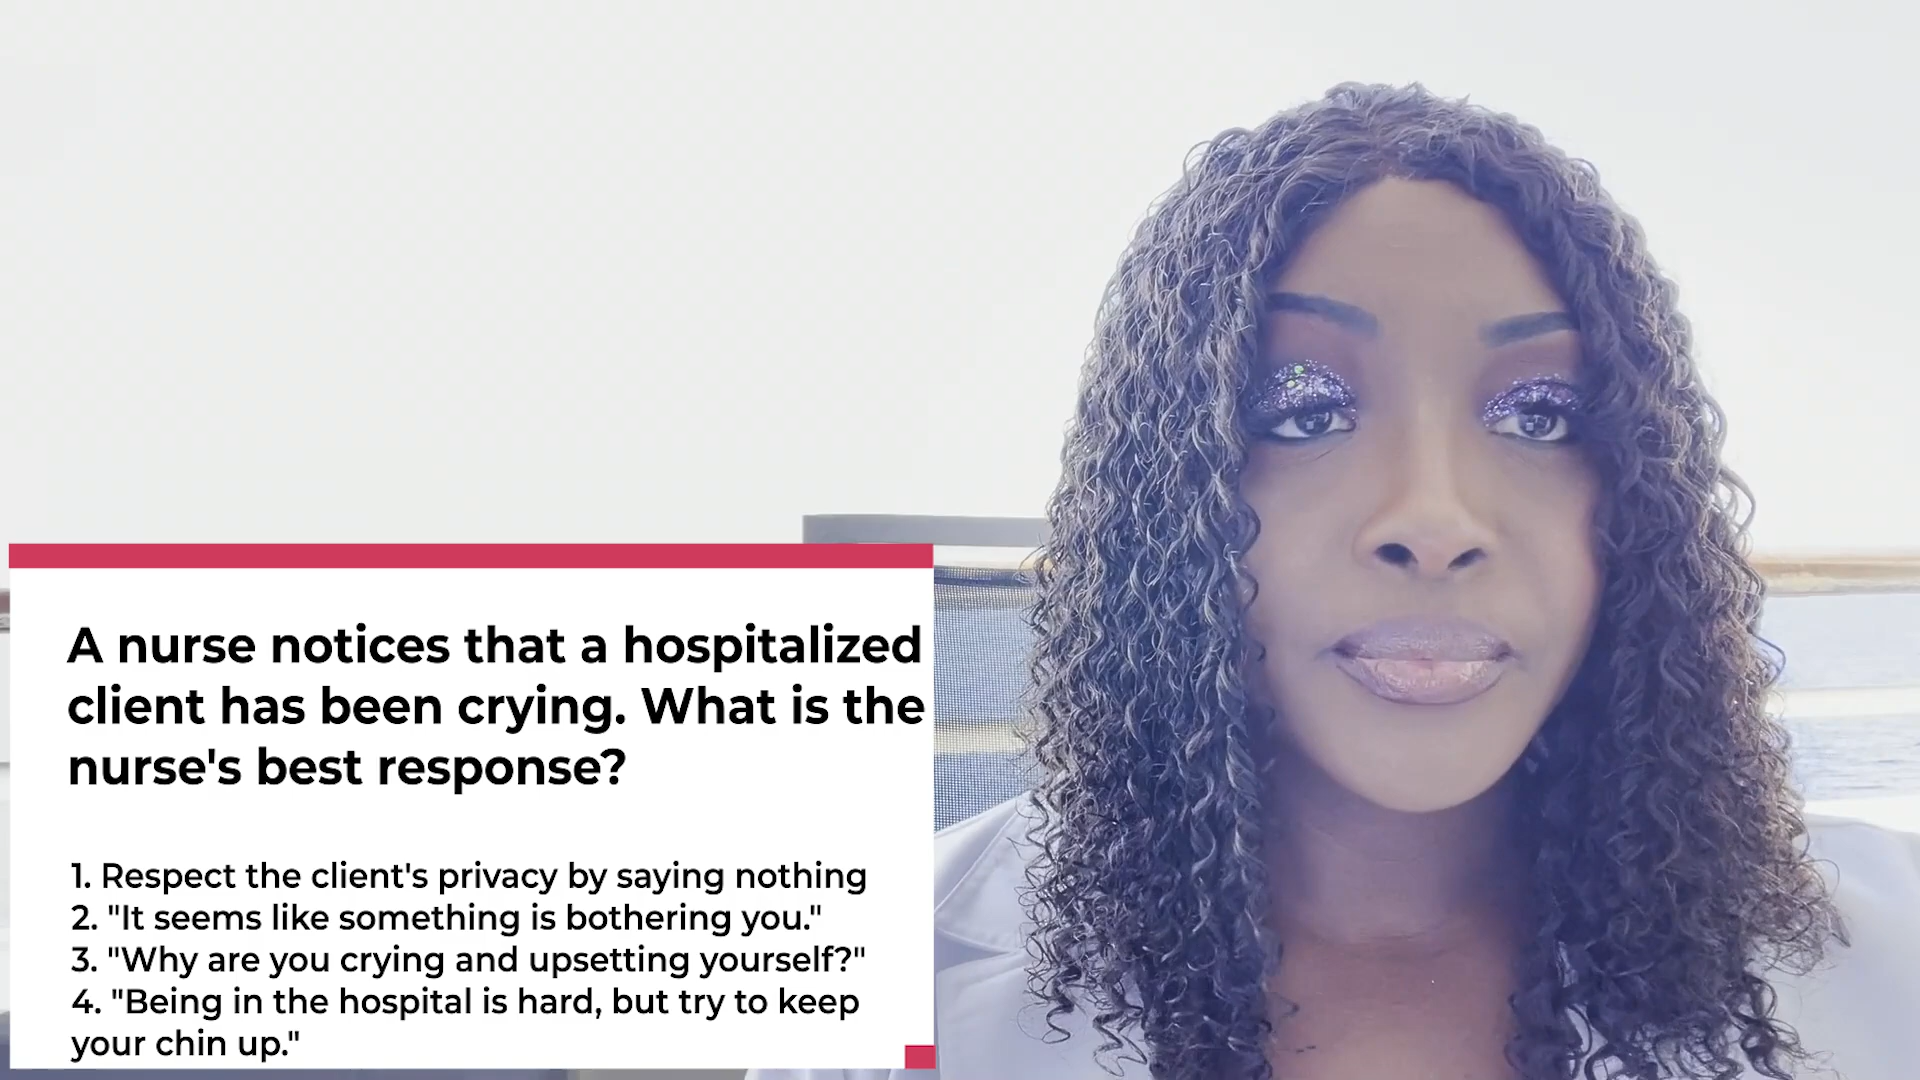 A nurse notices that a hospitalized
client has been crying. What is the
nurse's best response?
1. Respect the client's privacy by saying nothing
2. "It seems like something is bothering you."
3. "Why are you crying and upsetting yourself?"
4. "Being in the hospital is hard, but try to keep
your chin up."